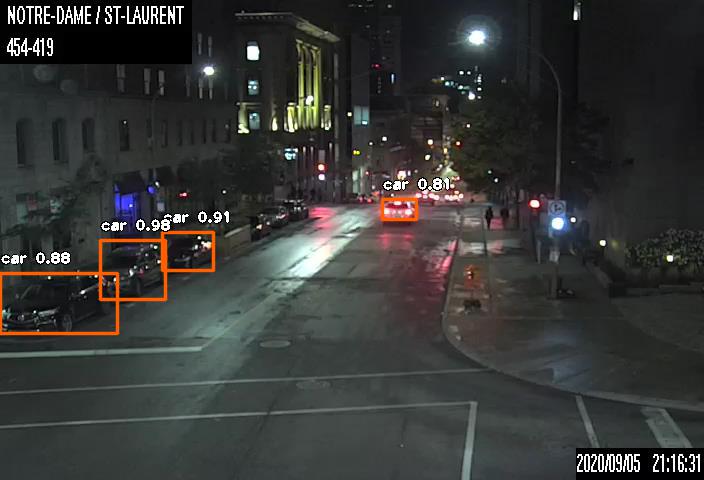 NOTRE-DAME / ST-LAURENT
454-419
car 0.81
car 0.91
car 0.98
car 0.88
2020/09/05 21:16:31